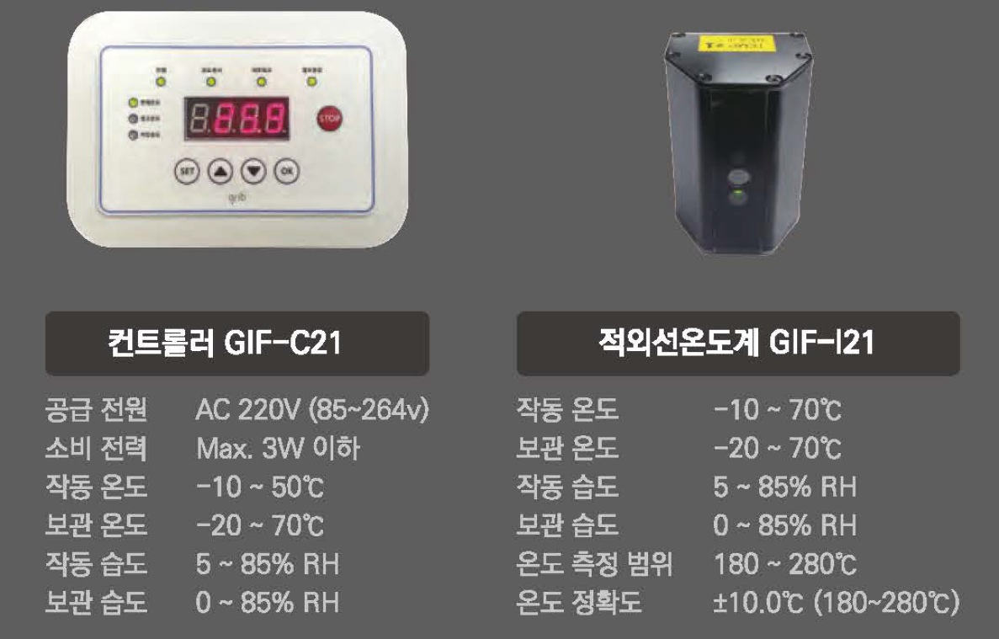 STOP
SET
OK
컨트롤러 GIF-C21
공급 전원 AC 220V (85~264v)
소비 전력 Max. 3W 이하
작동 온도 -10 ~ 50℃
보관 온도 -20 ~ 70℃
작동 습도 5 ~ 85% RH
보관 습도 0 ~ 85% RH
적외선온도계 GIF-I21
작동 온도 -10 ~ 70℃
보관 온도 -20 ~ 70℃
작동 습도 5 ~ 85% RH
보관 습도 0 ~ 85% RH
온도 측정 범위 180 ~ 280℃
온도 정확도 ±10.0℃ (180~280℃)